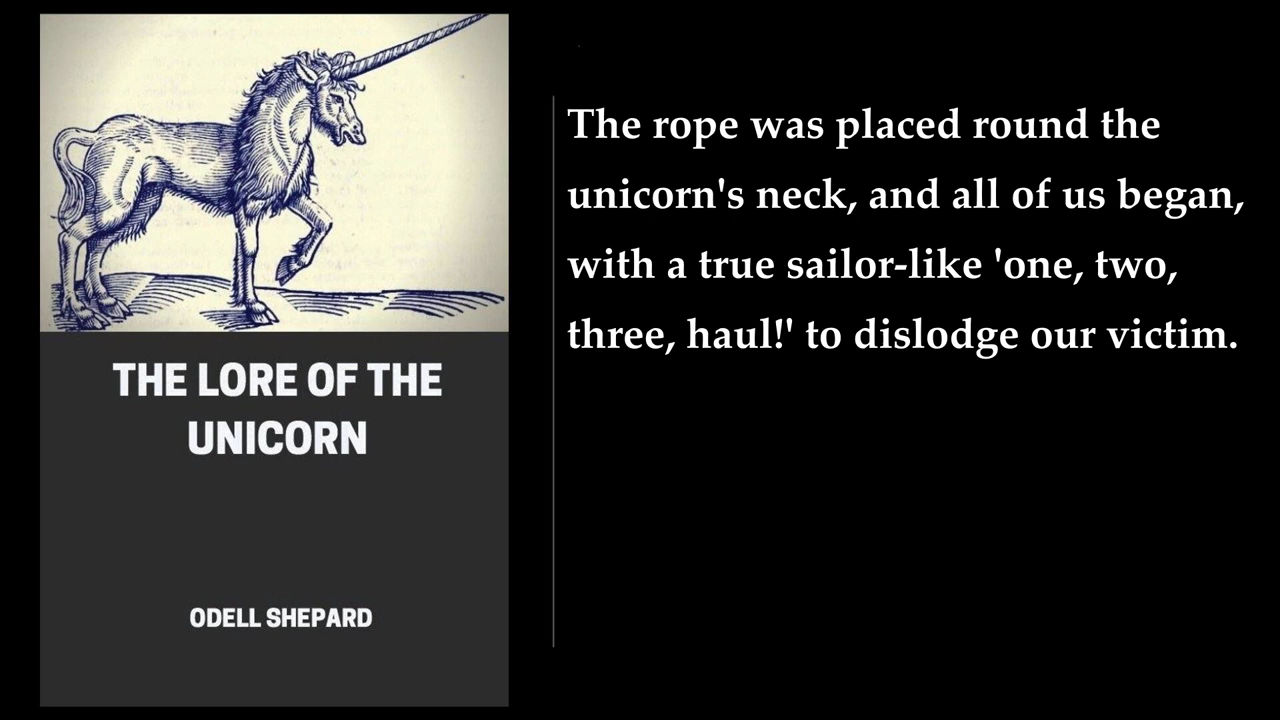 THE LORE OF THE
UNICORN
ODELL SHEPARD
The rope was placed round the
unicorn's neck, and all of us began,
with a true sailor-like 'one, two,
three, haul!' to dislodge our victim.